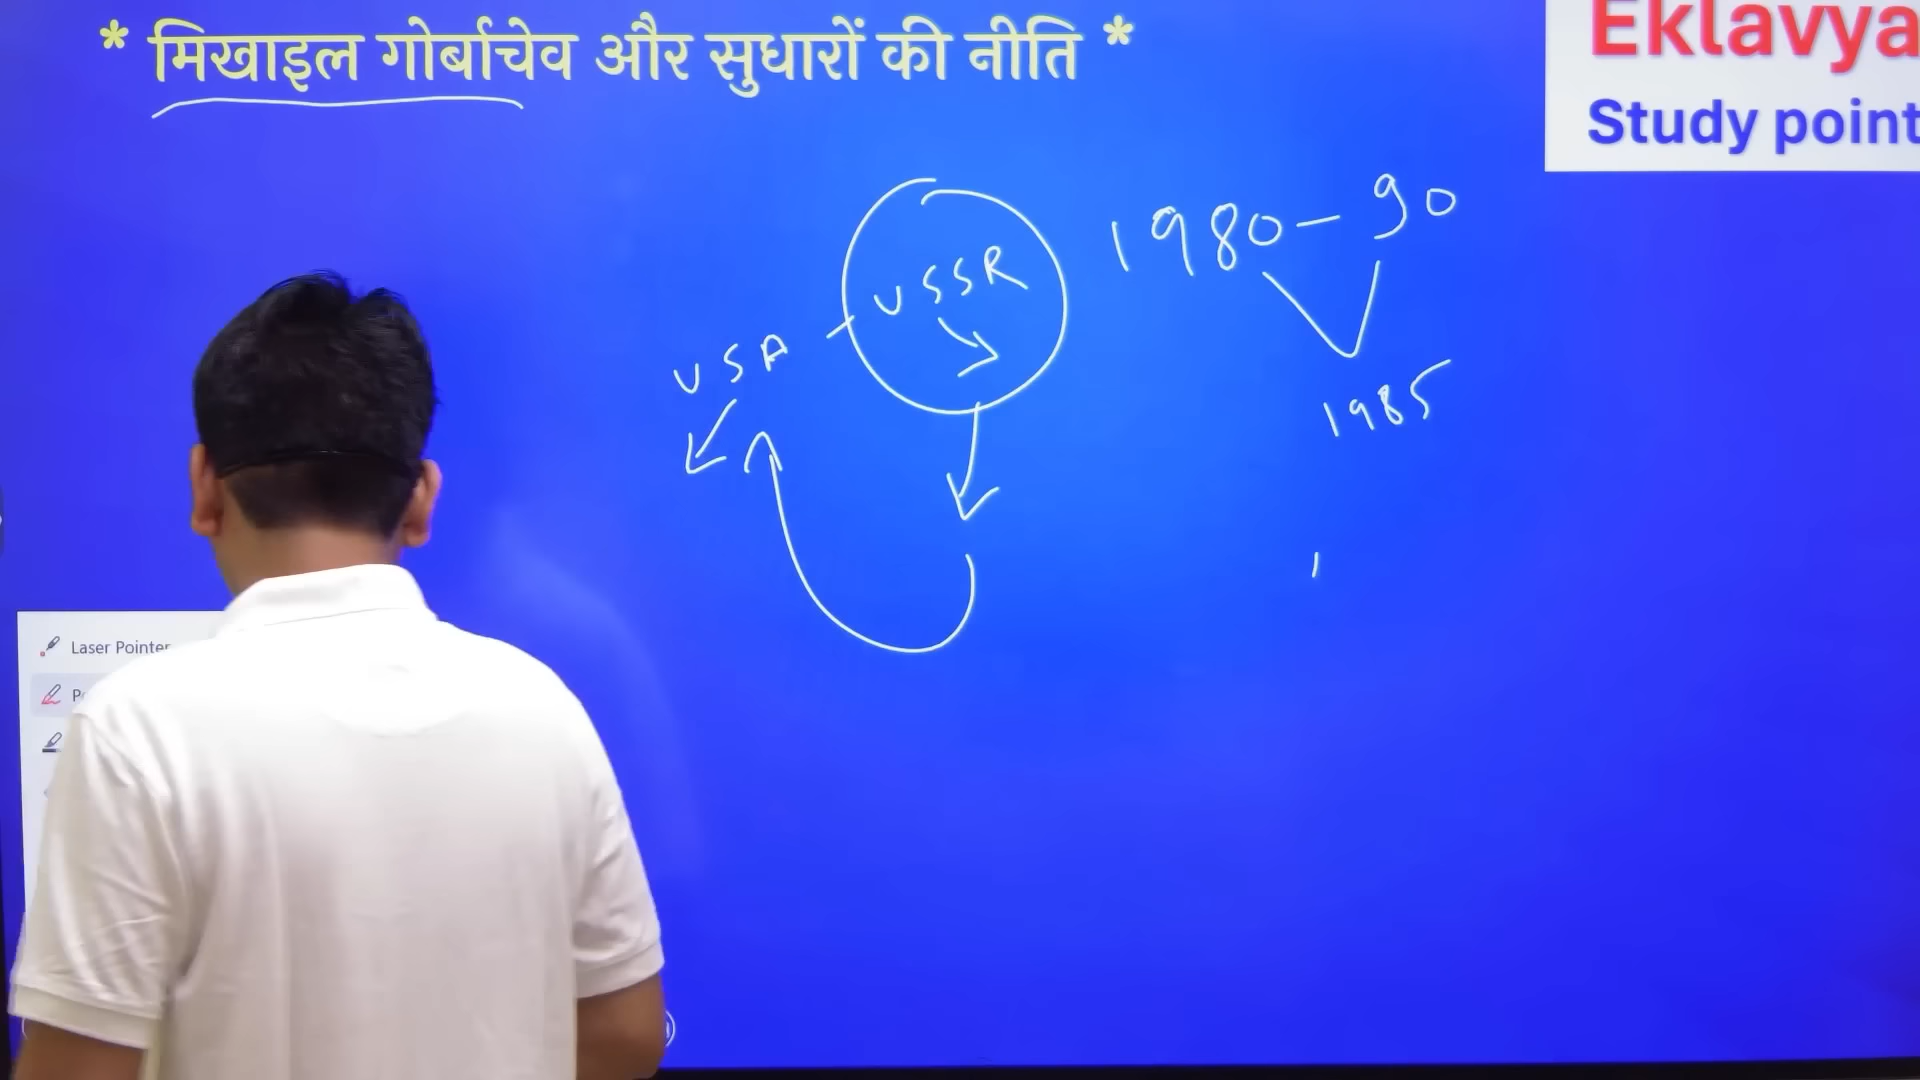 * मिखाइल गोर्बाचेव और सुधारों की नीति *
Eklavya
Study point
1980-90
USSR
USA
1985
Laser Pointer